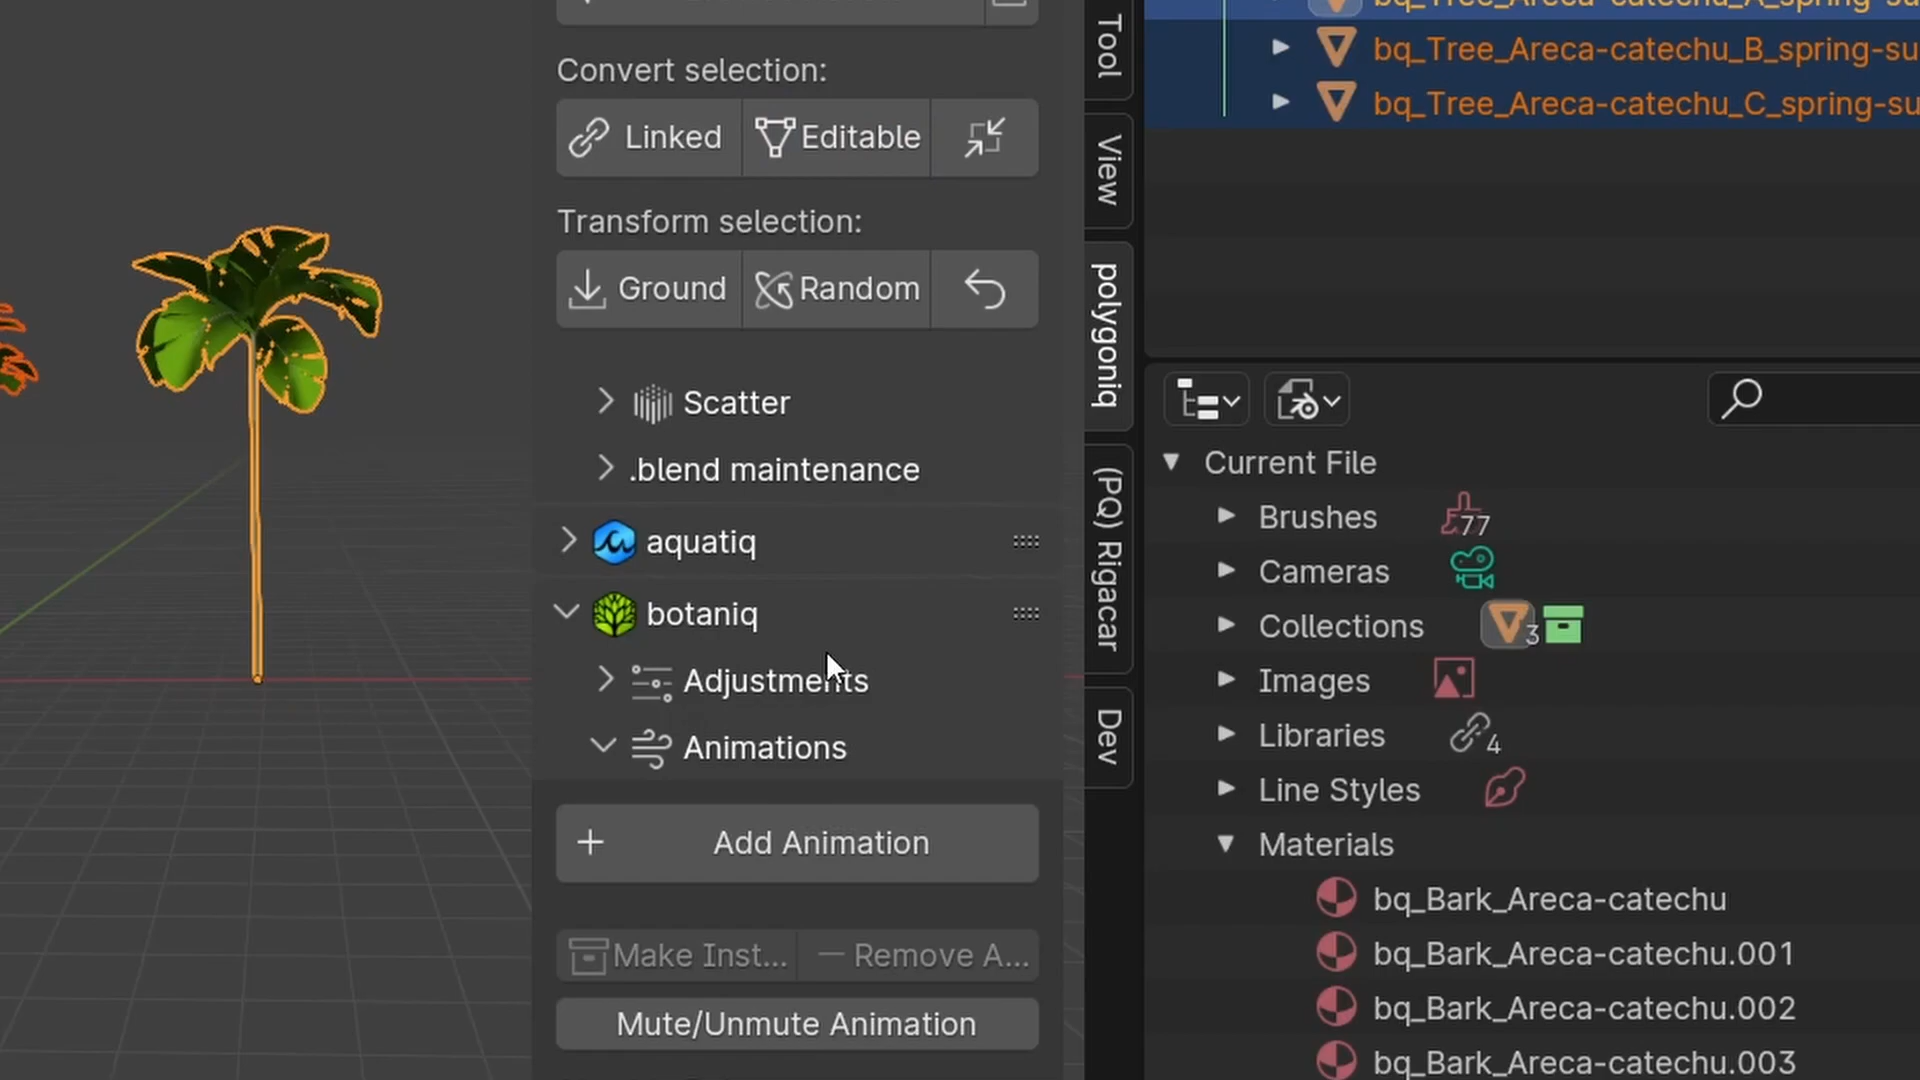 Convert selection:
Linked
Editable
Transform selection:
Ground
Random
Scatter
.blend maintenance
aquatiq
botaniq
Adjustments
Animations
Add Animation
Make Inst...
Remove A...
Mute/Unmute Animation
Tool
View
polygoniq
(PQ) Rigacar
Dev
bq_Tree_Areca-catechu_A_spring-su
bq_Tree_Areca-catechu_B_spring-su
bq_Tree_Areca-catechu_C_spring-su
Current File
Brushes 77
Cameras
Collections 3
Images
Libraries 4
Line Styles
Materials
bq_Bark_Areca-catechu
bq_Bark_Areca-catechu.001
bq_Bark_Areca-catechu.002
bq_Bark_Areca-catechu.003